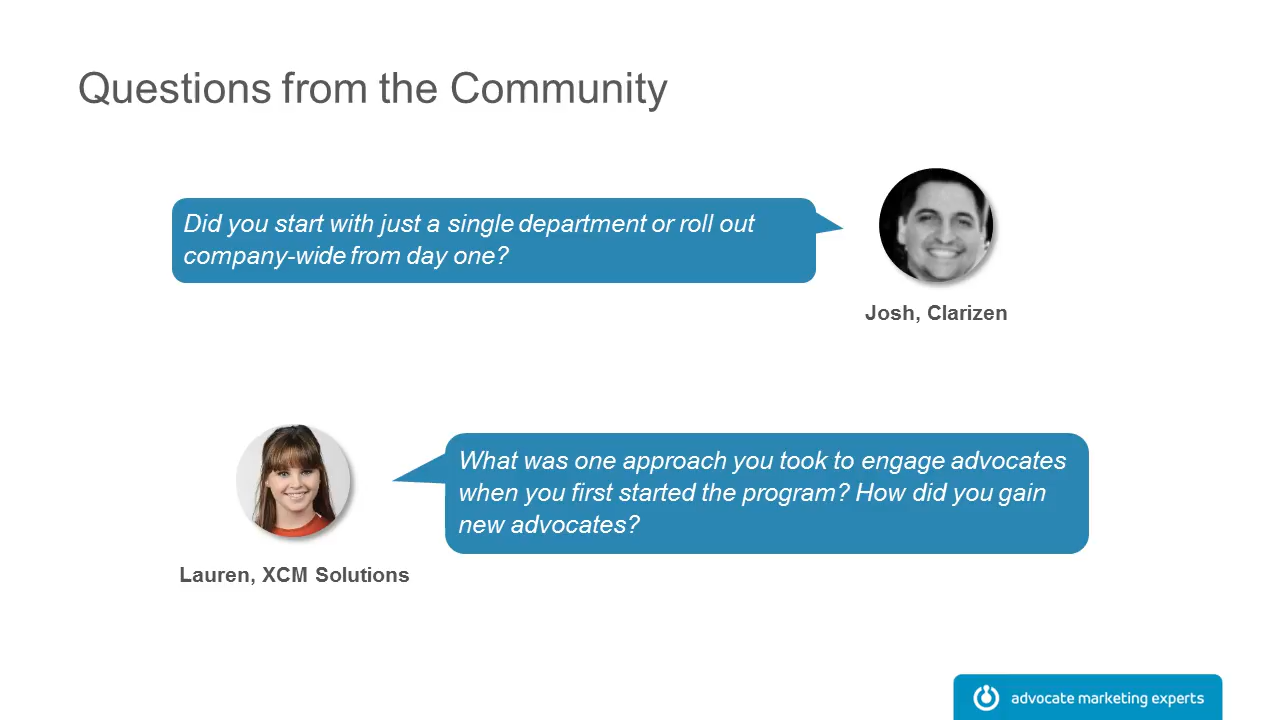 Questions from the Community
Did you start with just a single department or roll out
company-wide from day one?
Josh, Clarizen
What was one approach you took to engage advocates
when you first started the program? How did you gain
new advocates?
Lauren, XCM Solutions
advocate marketing experts